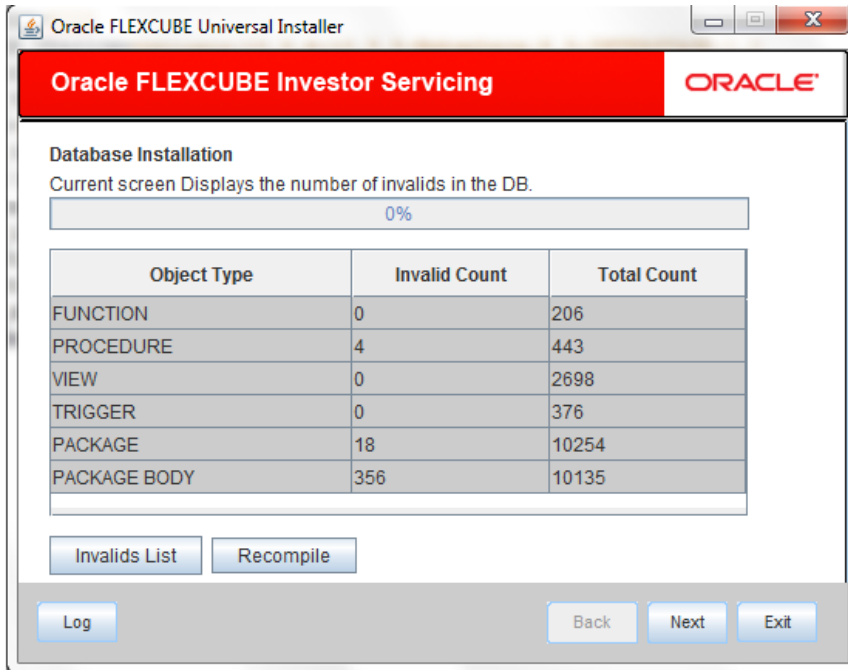 Oracle FLEXCUBE Universal Installer
Oracle FLEXCUBE Investor Servicing ORACLE
Database Installation
Current screen Displays the number of invalids in the DB.
0%
Object Type Invalid Count Total Count
FUNCTION 0 206
PROCEDURE 4 443
VIEW 0 2698
TRIGGER 0 376
PACKAGE 18 10254
PACKAGE BODY 356 10135
Invalids List Recompile
Log Back Next Exit